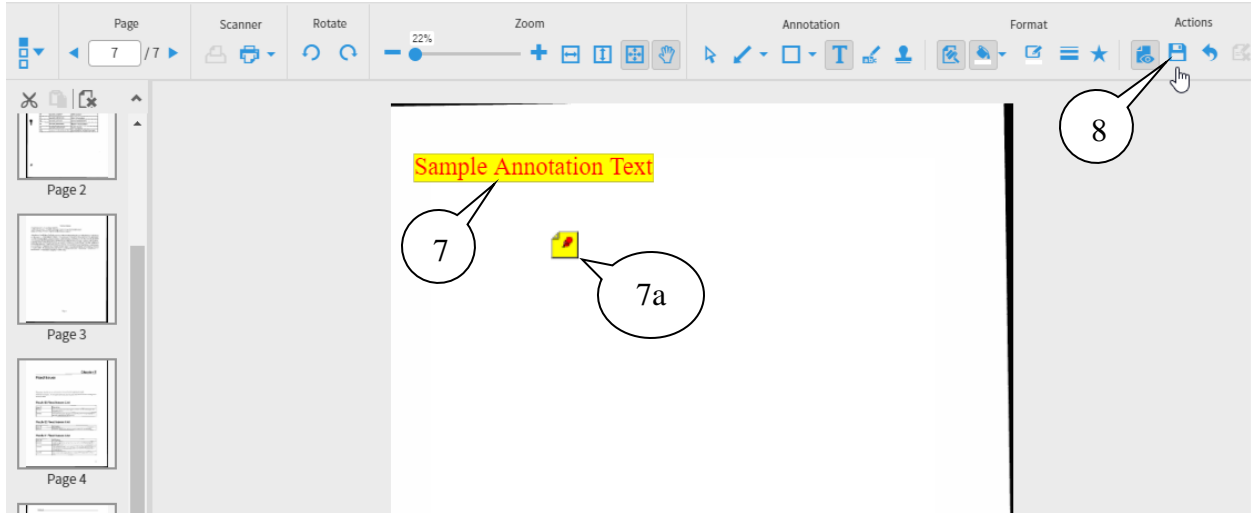 Page Scanner Rotate Zoom Annotation Format Actions
7 /7 22% T
8
Sample Annotation Text
7
7a
Page 2
Page 3
Page 4